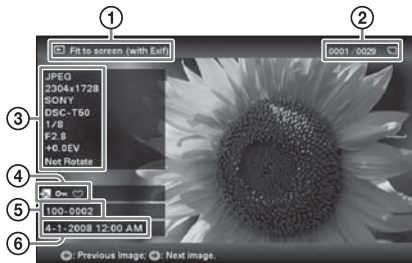 1
2
Fit to screen (with Exif)
0001/0029
3
JPEG
2304x1728
SONY
DSC-T50
1/8
F2.8
+0.0EV
Not Rotate
4
5
100-0002
6
4-1-2008 12:00 AM
: Previous Image; : Next image.